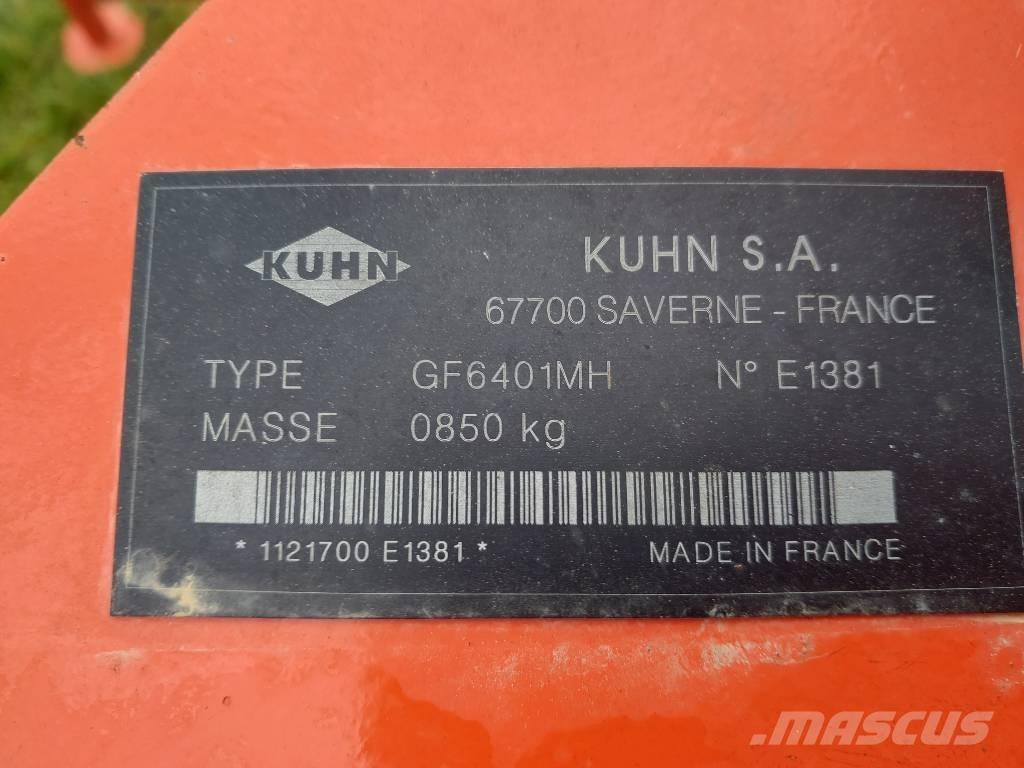 KUHN
KUHN S.A.
67700 SAVERNE - FRANCE
TYPE GF6401MH N° E1381
MASSE 0850 kg
* 1121700 E1381 *
MADE IN FRANCE
MASCUS